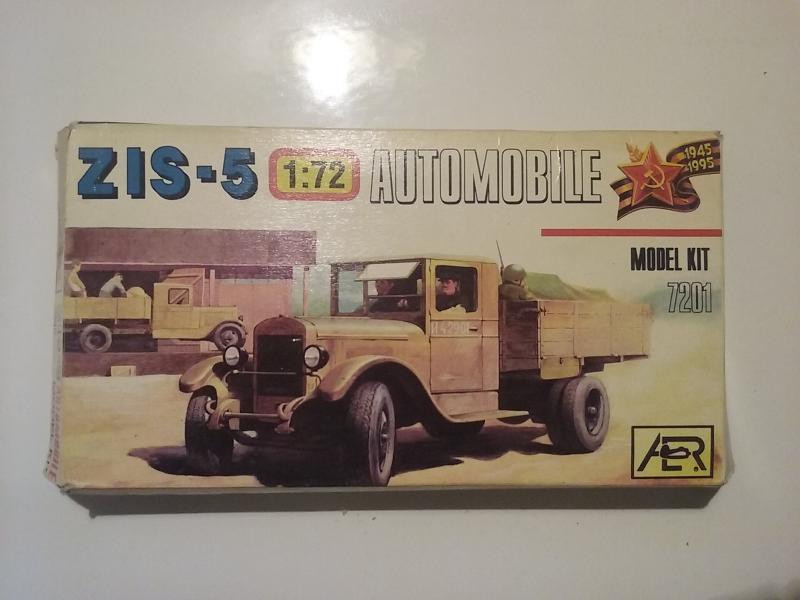 ZIS-5 1:72 AUTOMOBILE
1945
1995
MODEL KIT
7201
AER